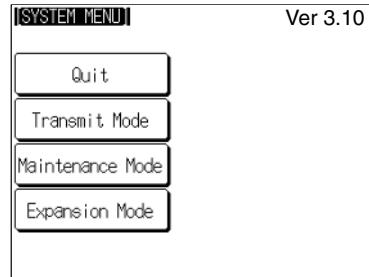 [SYSTEM MENU] Ver 3.10
Quit
Transmit Mode
Maintenance Mode
Expansion Mode